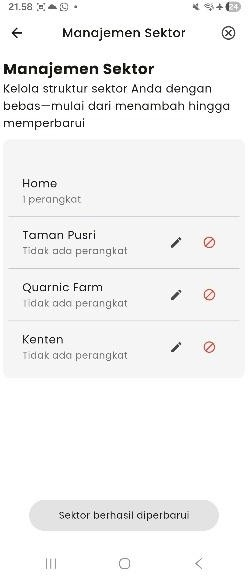 21.58
24
Manajemen Sektor
Manajemen Sektor
Kelola struktur sektor Anda dengan
bebas—mulai dari menambah hingga
memperbarui
Home
1 perangkat
Taman Pusri
Tidak ada perangkat
Quarnic Farm
Tidak ada perangkat
Kenten
Tidak ada perangkat
Sektor berhasil diperbarui